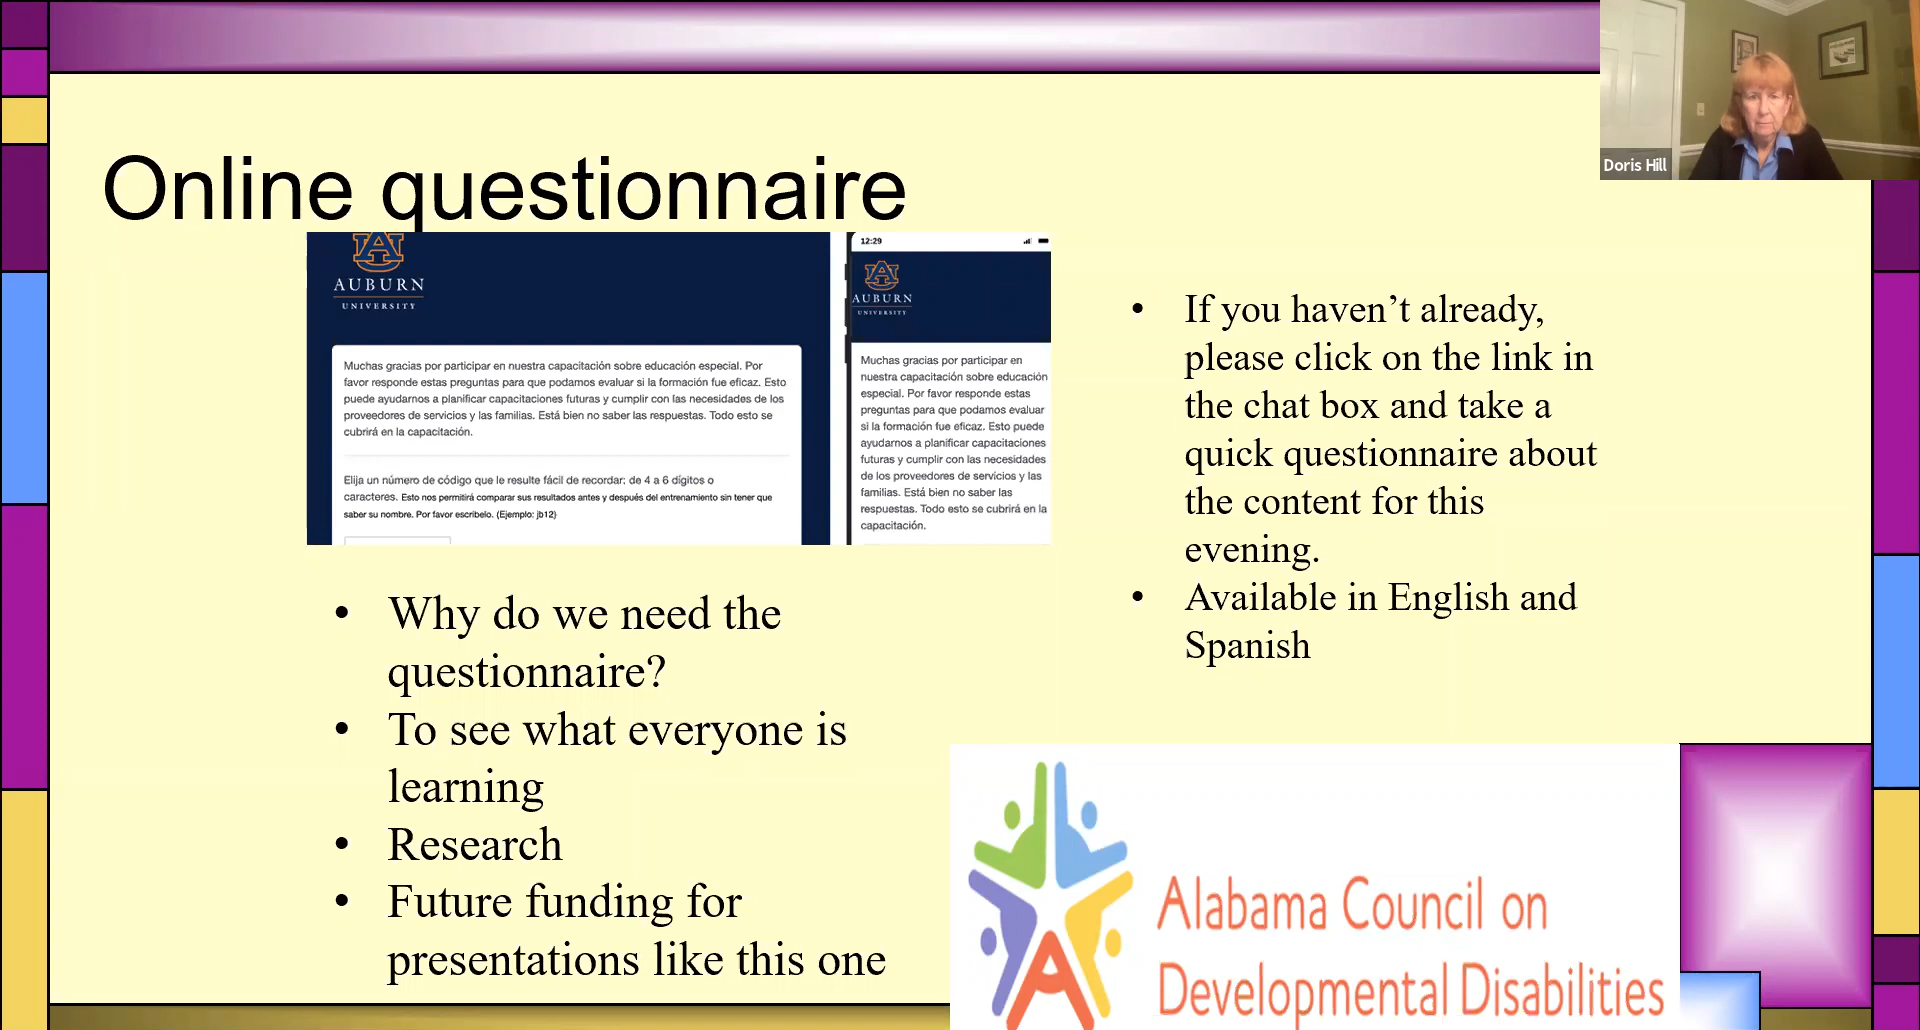 Doris Hill
Online questionnaire
AUBURN
UNIVERSITY
Muchas gracias por participar en nuestra capacitación sobre educación especial. Por
favor responde estas preguntas para que podamos evaluar si la formación fue eficaz. Esto
puede ayudarnos a planificar capacitaciones futuras y cumplir con las necesidades de los
proveedores de servicios y las familias. Está bien no saber las respuestas. Todo esto se
cubrirá en la capacitación.
Elija un número de código que le resulte fácil de recordar: de 4 a 6 dígitos o
caracteres. Esto nos permitirá comparar sus resultados antes y después del entrenamiento sin tener que
saber su nombre. Por favor escribelo. (Ejemplo: jb12)
12:29
AUBURN
UNIVERSITY
Muchas gracias por participar en
nuestra capacitación sobre educación
especial. Por favor responde estas
preguntas para que podamos evaluar
si la formación fue eficaz. Esto puede
ayudarnos a planificar capacitaciones
futuras y cumplir con las necesidades
de los proveedores de servicios y las
familias. Está bien no saber las
respuestas. Todo esto se cubrirá en la
capacitación.
• If you haven’t already,
please click on the link in
the chat box and take a
quick questionnaire about
the content for this
evening.
• Available in English and
Spanish
• Why do we need the
questionnaire?
• To see what everyone is
learning
• Research
• Future funding for
presentations like this one
Alabama Council on
Developmental Disabilities